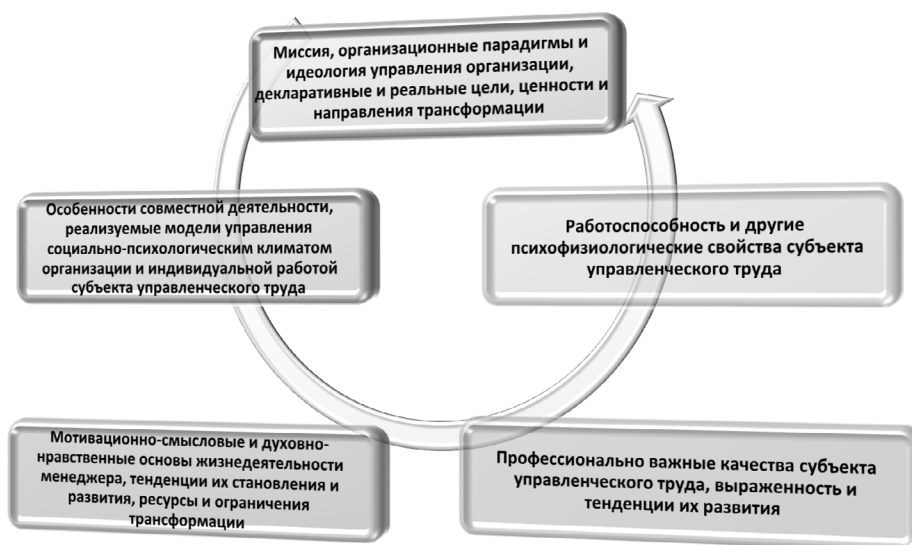 Миссия, организационные парадигмы и
идеология управления организации,
декларативные и реальные цели, ценности и
направления трансформации
Особенности совместной деятельности,
реализуемые модели управления
социально-психологическим климатом
организации и индивидуальной работой
субъекта управленческого труда
Работоспособность и другие
психофизиологические свойства субъекта
управленческого труда
Мотивационно-смысловые и духовно-
нравственные основы жизнедеятельности
менеджера, тенденции их становления и
развития, ресурсы и ограничения
трансформации
Профессионально важные качества субъекта
управленческого труда, выраженность и
тенденции их развития